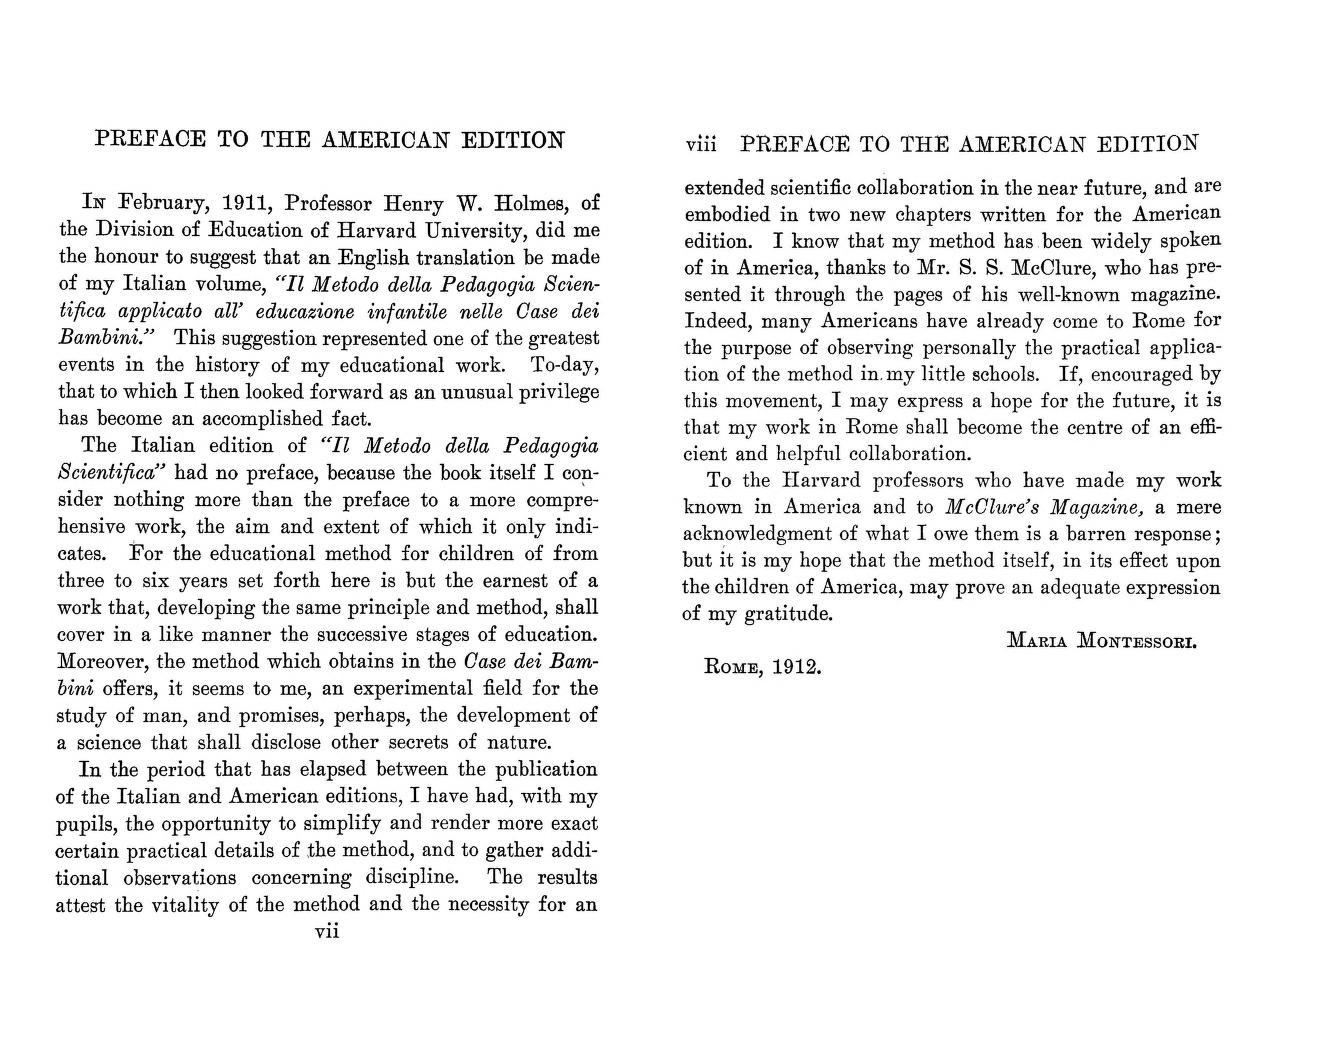 PREFACE TO THE AMERICAN EDITION
In February, 1911, Professor Henry W. Holmes, of
the Division of Education of Harvard University, did me
the honour to suggest that an English translation be made
of my Italian volume, “Il Metodo della Pedagogia Scien-
tifica applicato all’ educazione infantile nelle Case dei
Bambini.” This suggestion represented one of the greatest
events in the history of my educational work. To-day,
that to which I then looked forward as an unusual privilege
has become an accomplished fact.
The Italian edition of “Il Metodo della Pedagogia
Scientifica” had no preface, because the book itself I con-
sider nothing more than the preface to a more compre-
hensive work, the aim and extent of which it only indi-
cates. For the educational method for children of from
three to six years set forth here is but the earnest of a
work that, developing the same principle and method, shall
cover in a like manner the successive stages of education.
Moreover, the method which obtains in the Case dei Bam-
bini offers, it seems to me, an experimental field for the
study of man, and promises, perhaps, the development of
a science that shall disclose other secrets of nature.
In the period that has elapsed between the publication
of the Italian and American editions, I have had, with my
pupils, the opportunity to simplify and render more exact
certain practical details of the method, and to gather addi-
tional observations concerning discipline. The results
attest the vitality of the method and the necessity for an
vii
viii PREFACE TO THE AMERICAN EDITION
extended scientific collaboration in the near future, and are
embodied in two new chapters written for the American
edition. I know that my method has been widely spoken
of in America, thanks to Mr. S. S. McClure, who has pre-
sented it through the pages of his well-known magazine.
Indeed, many Americans have already come to Rome for
the purpose of observing personally the practical applica-
tion of the method in my little schools. If, encouraged by
this movement, I may express a hope for the future, it is
that my work in Rome shall become the centre of an effi-
cient and helpful collaboration.
To the Harvard professors who have made my work
known in America and to McClure’s Magazine, a mere
acknowledgment of what I owe them is a barren response;
but it is my hope that the method itself, in its effect upon
the children of America, may prove an adequate expression
of my gratitude.
Maria Montessori.
Rome, 1912.